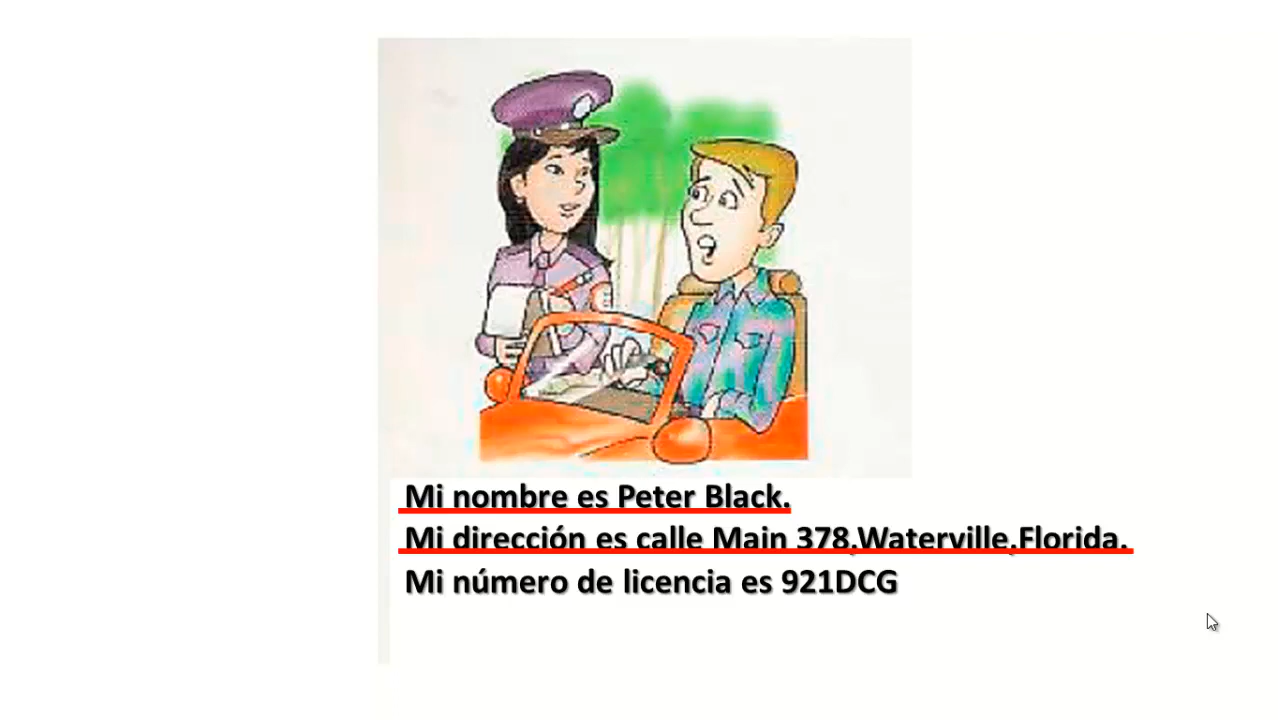 Mi nombre es Peter Black.
Mi dirección es calle Main 378,Waterville,Florida.
Mi número de licencia es 921DCG